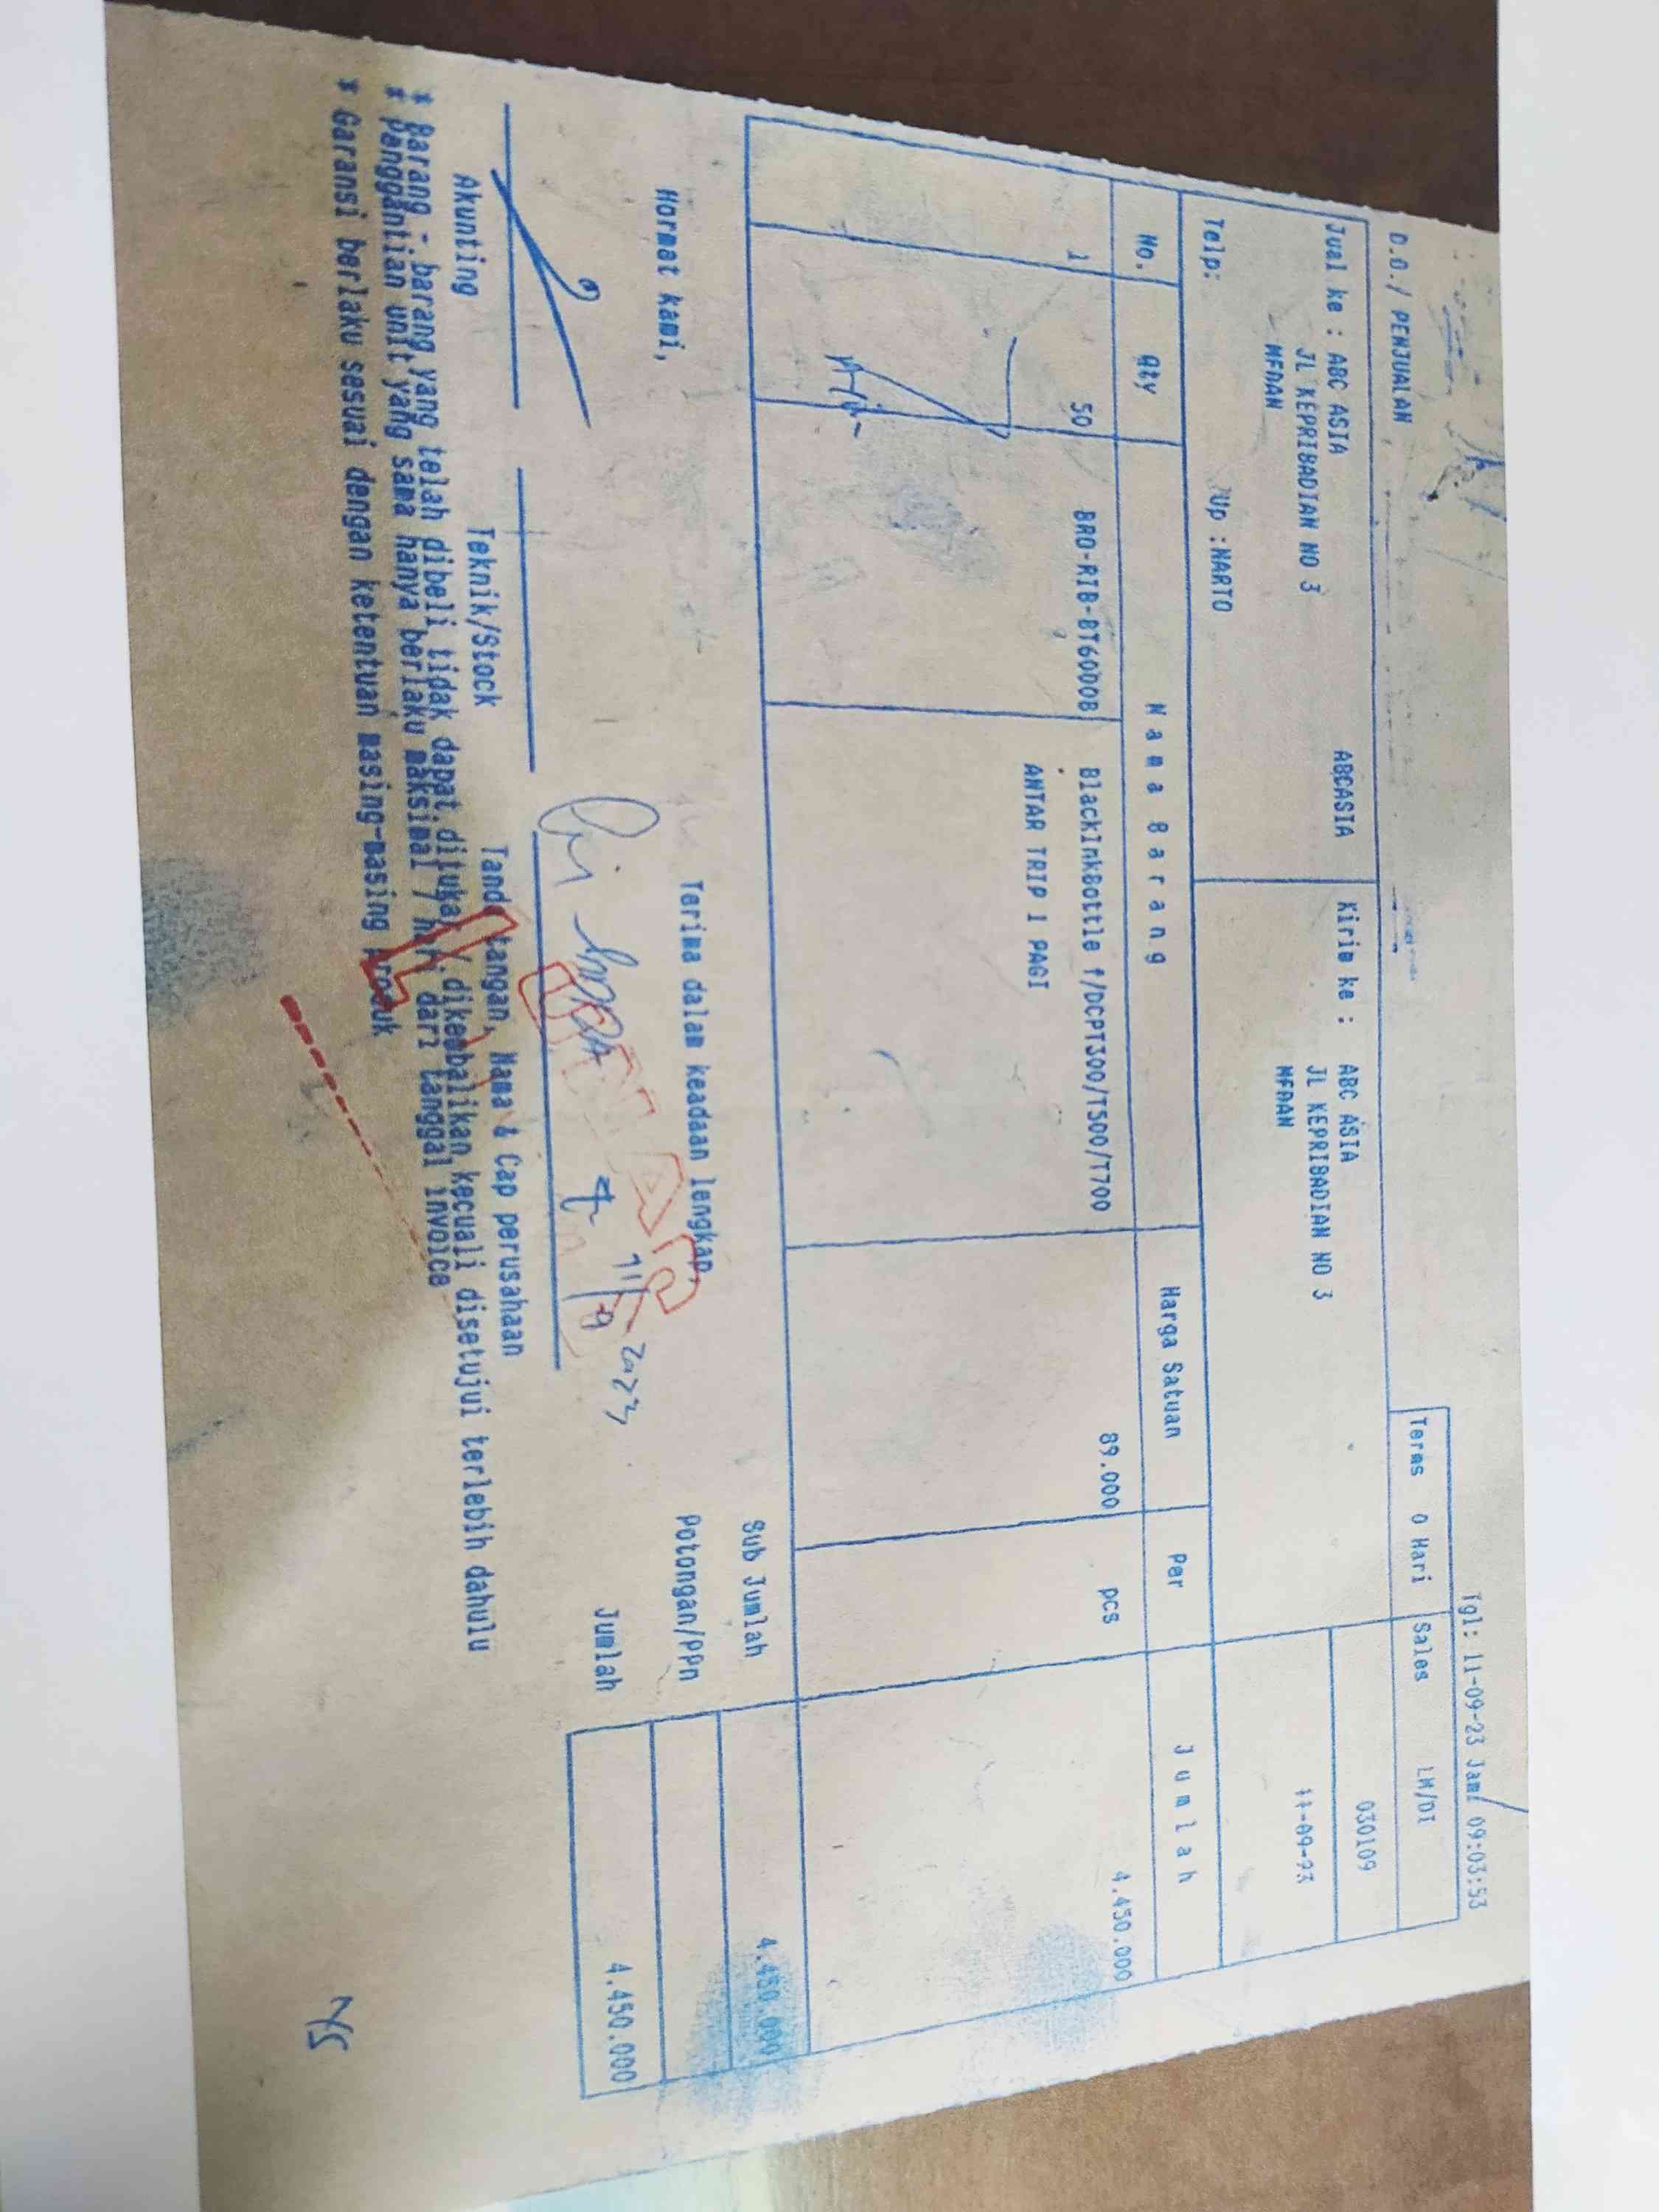 Tgl: 11-09-23 Jam: 09:03:53
D.O./ PENJUALAN
Terms 0 Hari Sales LM/DI
Jual ke : ABC ASIA ABCASIA
JL KEPRIBADIAN NO 3
MEDAN
Kirim ke : ABC ASIA
JL KEPRIBADIAN NO 3
MEDAN
030109
11-09-23
Telp: Up :NARTO
No. Qty Nama Barang Harga Satuan Per Jumlah
1 50 BRO-RIB-BT6000B BlackInkBottle f/DCPT300/T500/T700 89.000 pcs 4.450.000
ANTAR TRIP 1 PAGI
Sub Jumlah 4.450.000
Hormat kami, Terima dalam keadaan lengkap, Potongan/PPn
Jumlah 4.450.000
11/-9 2023
Akunting Teknik/Stock Tanda tangan, Nama & Cap perusahaan
* Barang - barang yang telah dibeli tidak dapat ditukar / dikembalikan kecuali disetujui terlebih dahulu
* Penggantian unit yang sama hanya berlaku maksimal 7 hari dari tanggal invoice
* Garansi berlaku sesuai dengan ketentuan masing-masing produk